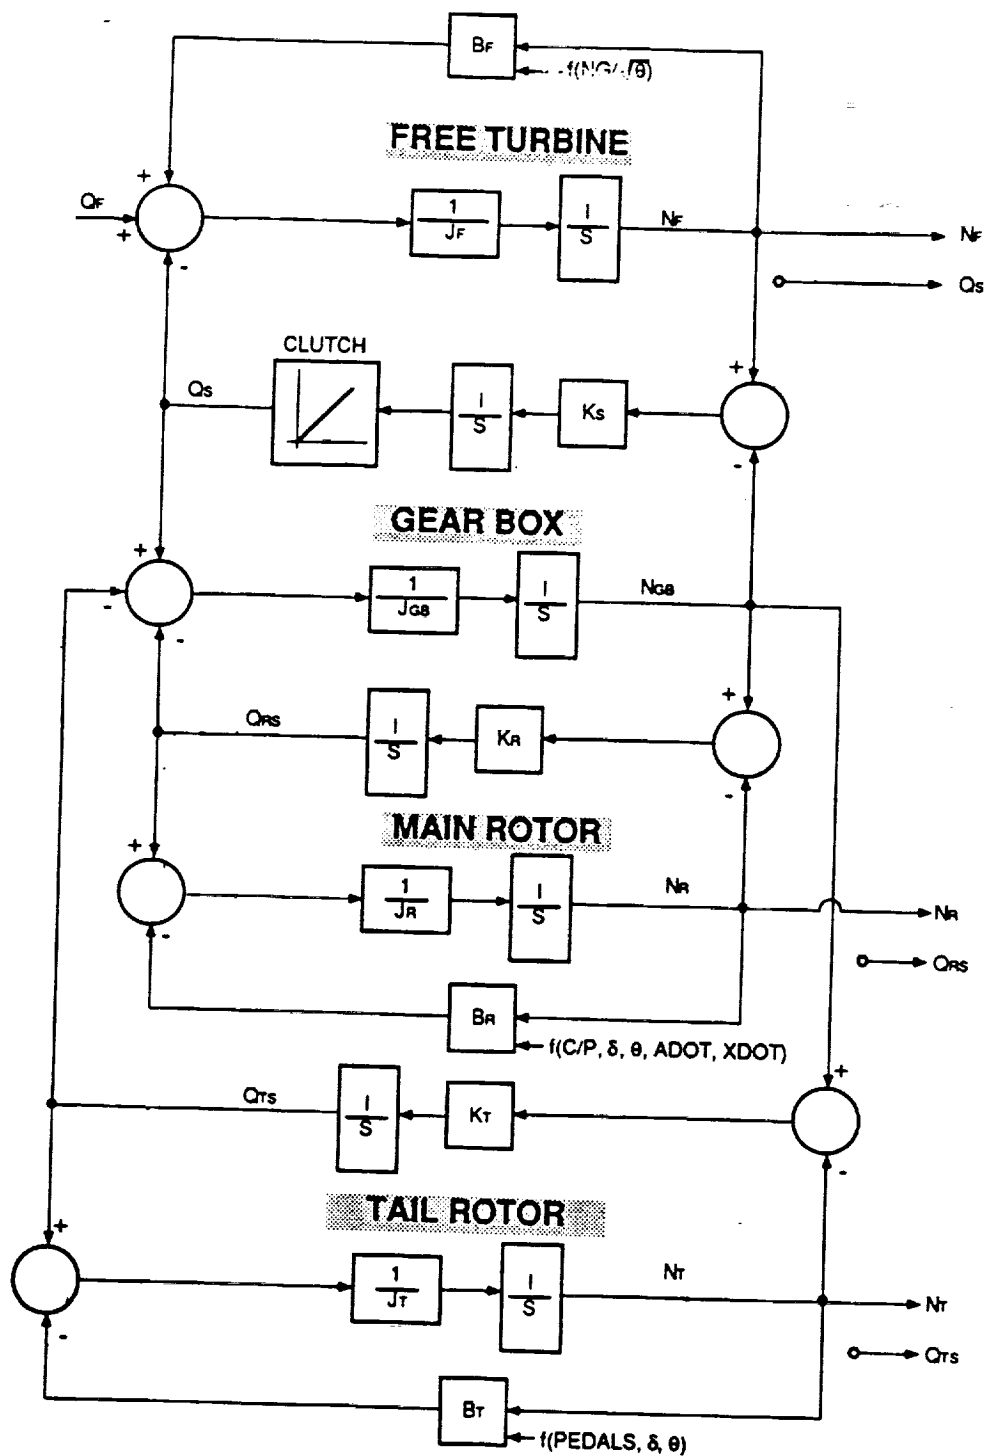 BF
f(NG/√θ)
FREE TURBINE
+
QF
+
1
JF
I
S
NF
NF
-
QS
CLUTCH
QS
I
S
KS
+
-
GEAR BOX
+
-
-
1
JGB
I
S
NGB
QRS
I
S
KR
+
-
MAIN ROTOR
+
-
1
JR
I
S
NR
NR
QRS
BR
f(C/P, δ, θ, ADOT, XDOT)
QTS
I
S
KT
+
-
TAIL ROTOR
+
-
1
JT
I
S
NT
NT
QTS
BT
f(PEDALS, δ, θ)